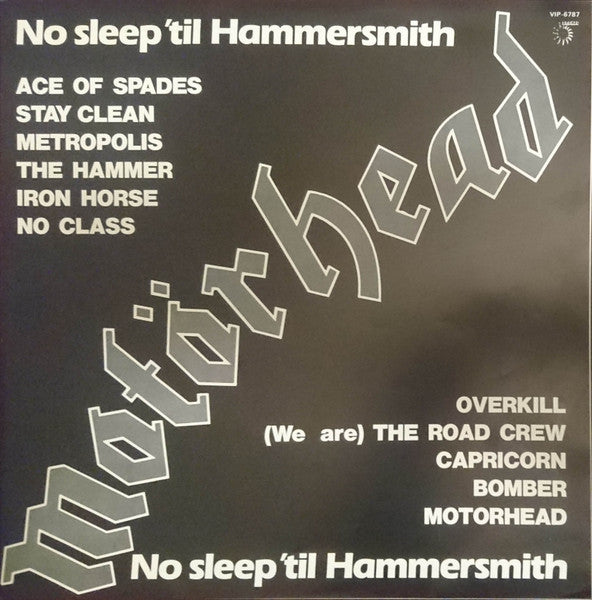 VIP-6787
No sleep 'til Hammersmith
ACE OF SPADES
STAY CLEAN
METROPOLIS
THE HAMMER
IRON HORSE
NO CLASS
Motörhead
OVERKILL
(We are) THE ROAD CREW
CAPRICORN
BOMBER
MOTORHEAD
No sleep 'til Hammersmith